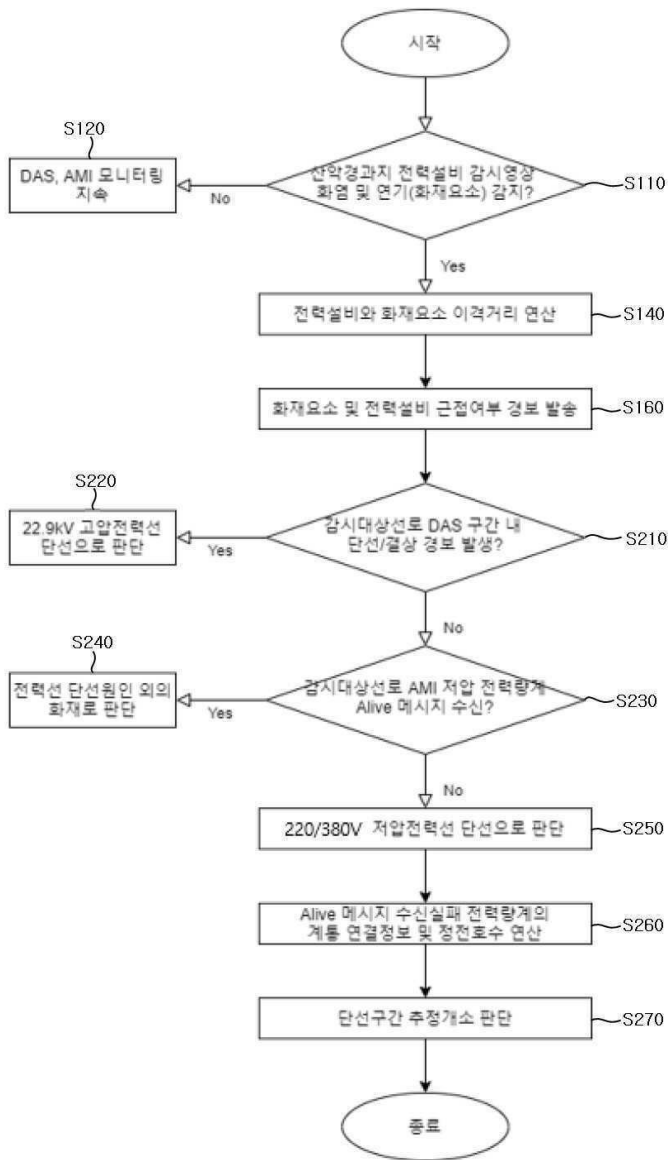 시작
S120
DAS, AMI 모니터링
지속
No
산악경과지 전력설비 감시영상
화염 및 연기(화재요소) 감지?
S110
Yes
전력설비와 화재요소 이격거리 연산
S140
화재요소 및 전력설비 근접여부 경보 발송
S160
S220
22.9kV 고압전력선
단선으로 판단
Yes
감시대상선로 DAS 구간 내
단선/결상 경보 발생?
S210
No
S240
전력선 단선원인 외의
화재로 판단
Yes
감시대상선로 AMI 저압 전력량계
Alive 메시지 수신?
S230
No
220/380V 저압전력선 단선으로 판단
S250
Alive 메시지 수신실패 전력량계의
계통 연결정보 및 정전호수 연산
S260
단선구간 추정개소 판단
S270
종료